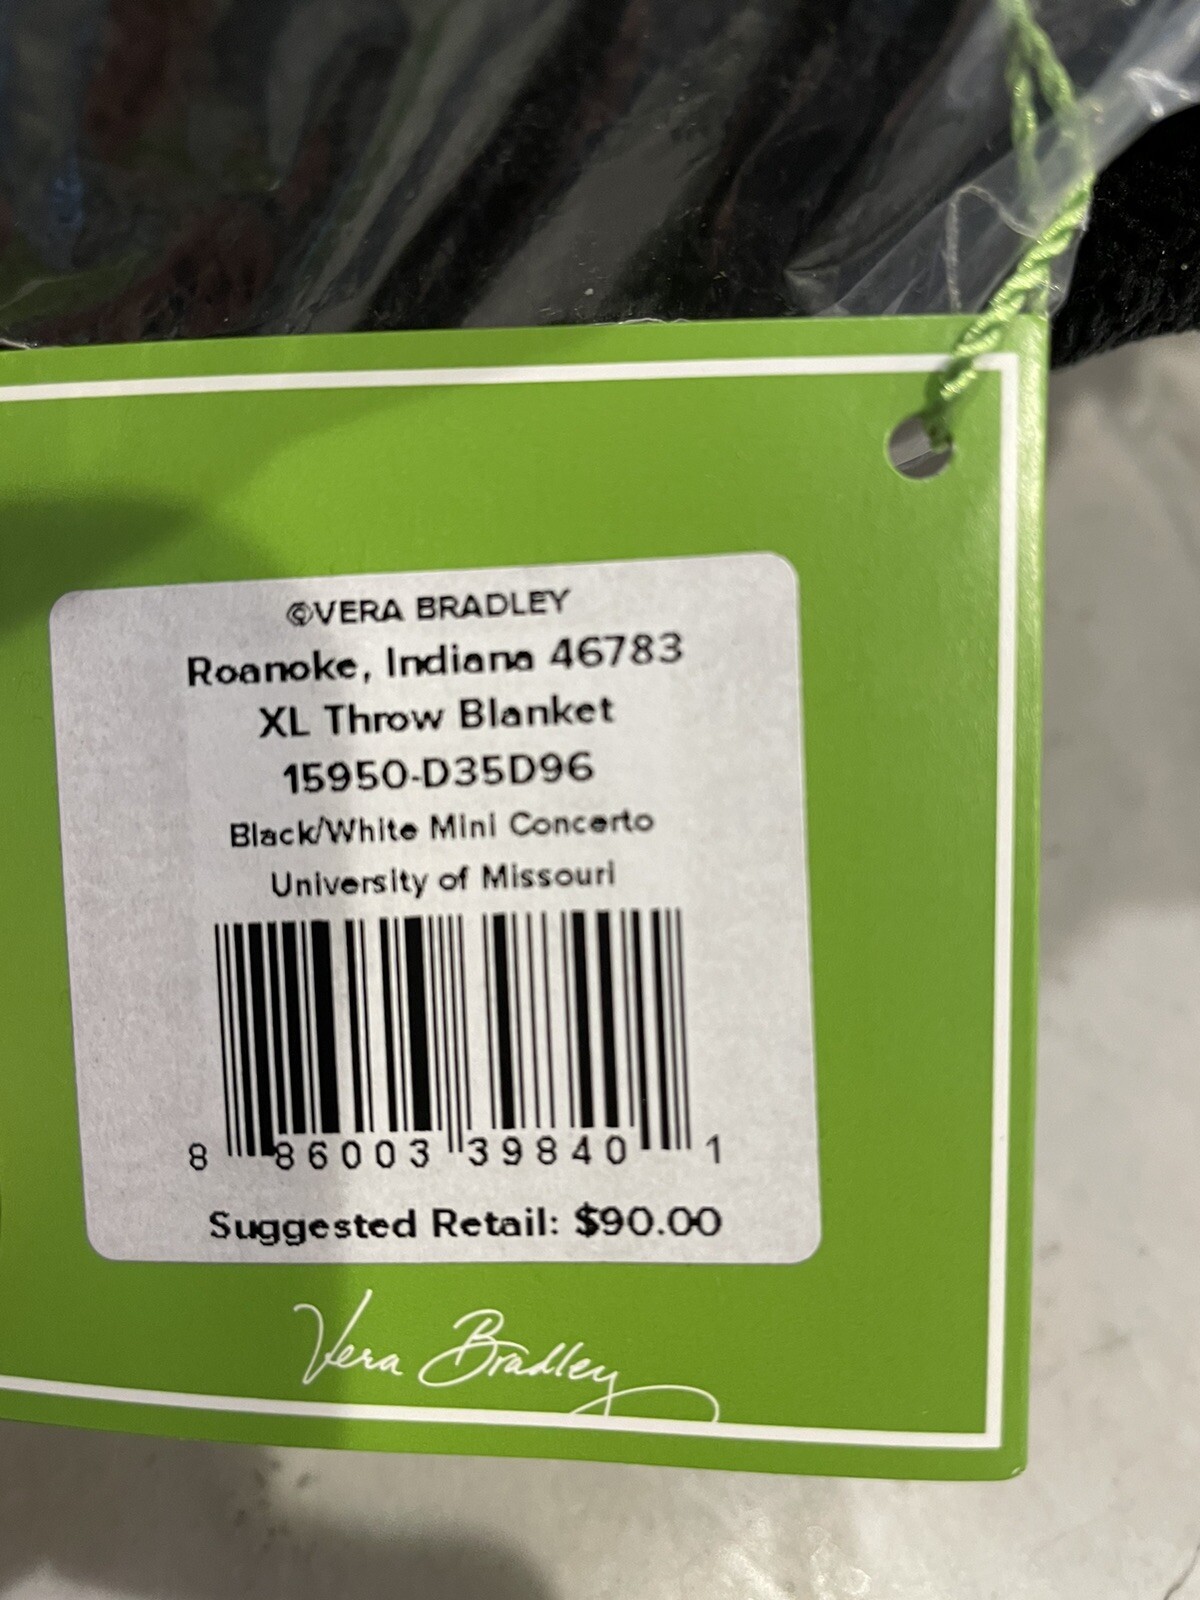 ©VERA BRADLEY
Roanoke, Indiana 46783
XL Throw Blanket
15950-D35D96
Black/White Mini Concerto
University of Missouri
8 86003 39840 1
Suggested Retail: $90.00
Vera Bradley